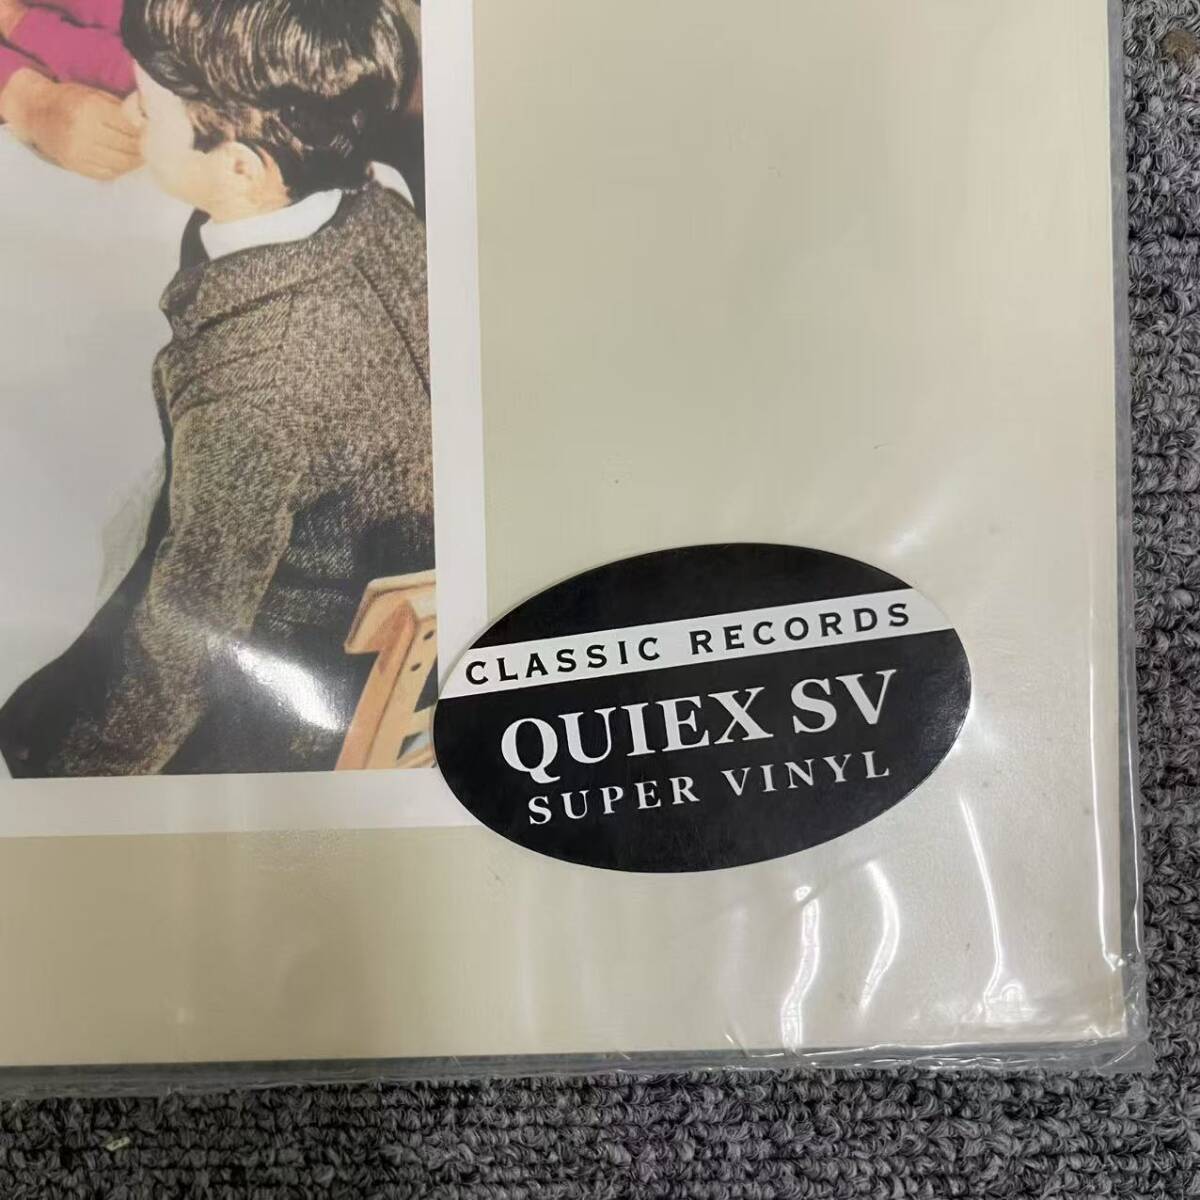 CLASSIC RECORDS
QUIEX SV
SUPER VINYL